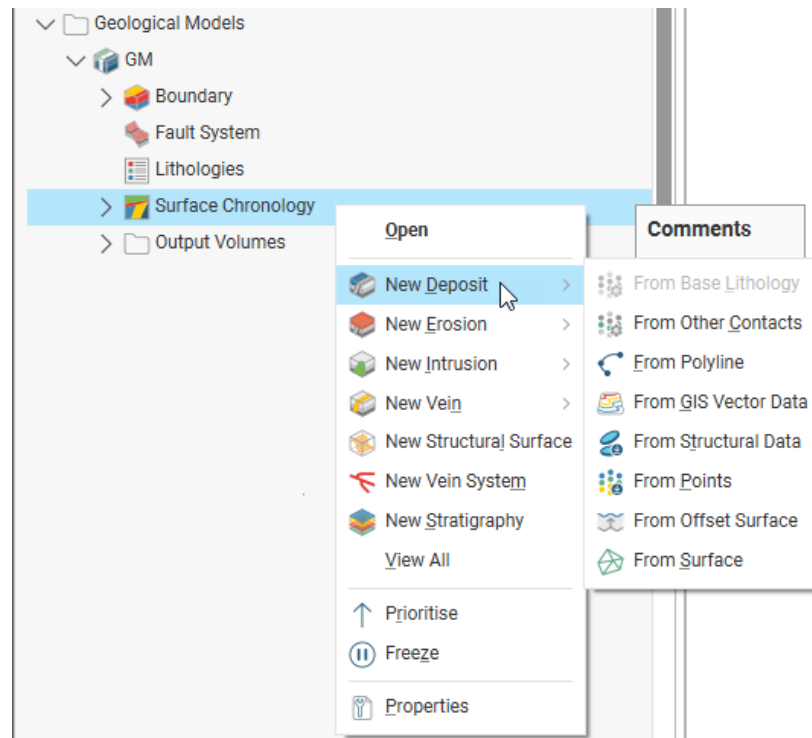 Geological Models
GM
Boundary
Fault System
Lithologies
Surface Chronology
Output Volumes
Open
New Deposit
New Erosion
New Intrusion
New Vein
New Structural Surface
New Vein System
New Stratigraphy
View All
Prioritise
Freeze
Properties
Comments
From Base Lithology
From Other Contacts
From Polyline
From GIS Vector Data
From Structural Data
From Points
From Offset Surface
From Surface